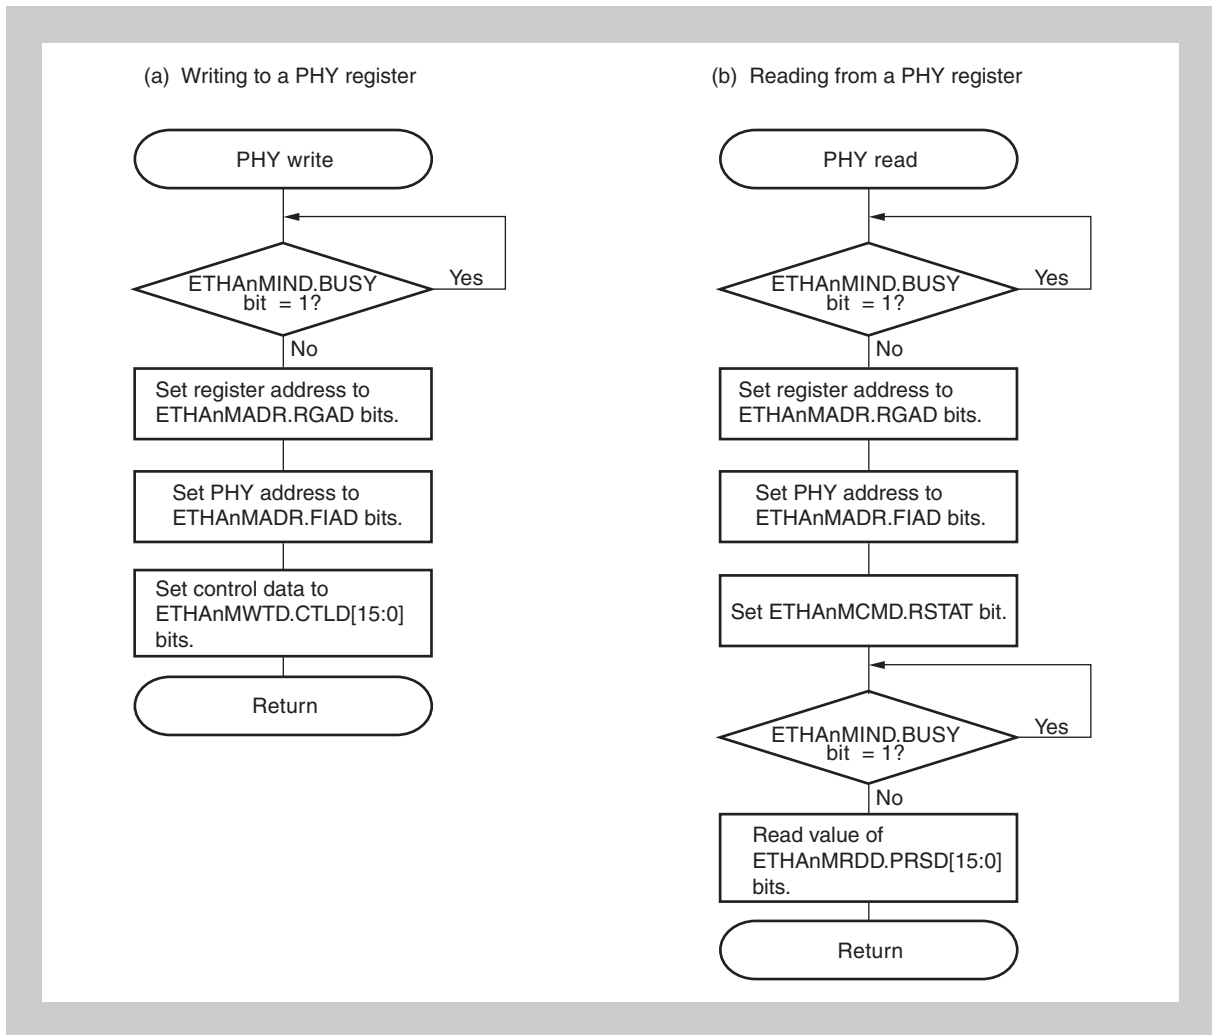 (a) Writing to a PHY register
PHY write
ETHAnMIND.BUSY
bit = 1?
Yes
No
Set register address to
ETHAnMADR.RGAD bits.
Set PHY address to
ETHAnMADR.FIAD bits.
Set control data to
ETHAnMWTD.CTLD[15:0]
bits.
Return
(b) Reading from a PHY register
PHY read
ETHAnMIND.BUSY
bit = 1?
Yes
No
Set register address to
ETHAnMADR.RGAD bits.
Set PHY address to
ETHAnMADR.FIAD bits.
Set ETHAnMCMD.RSTAT bit.
ETHAnMIND.BUSY
bit = 1?
Yes
No
Read value of
ETHAnMRDD.PRSD[15:0]
bits.
Return